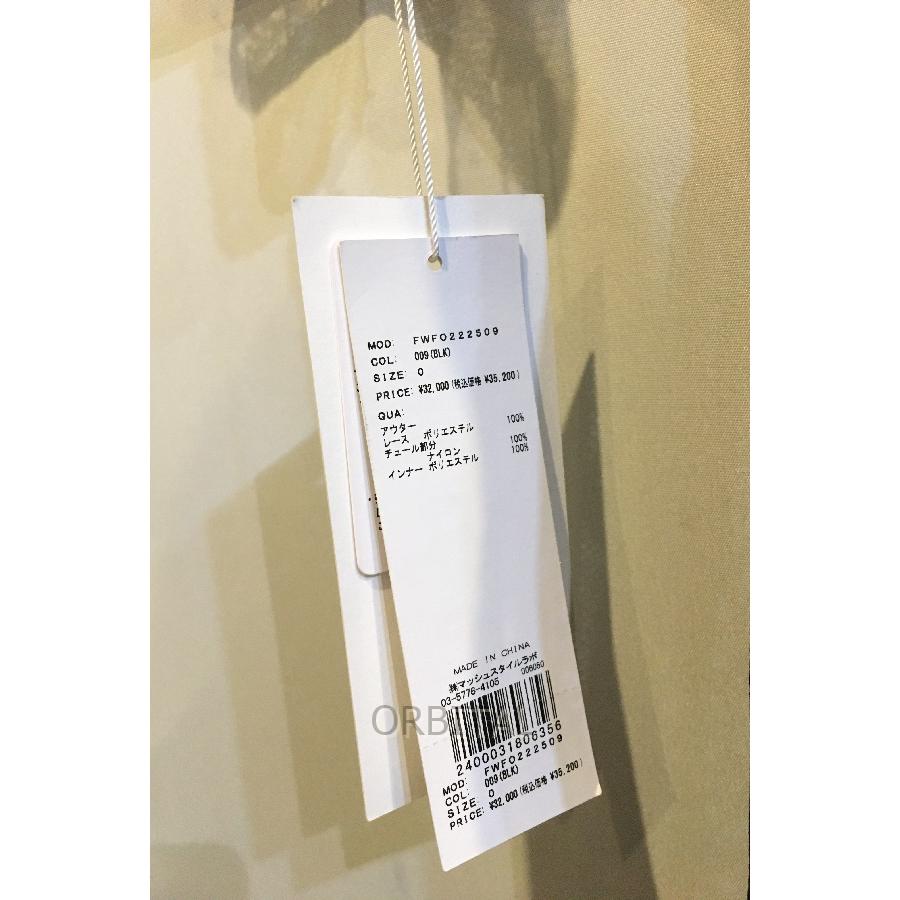 MOD: FWFO222509
COL: 009(BLK)
SIZE: 0
PRICE: ¥32,000(税込価格 ¥35,200)
QUA:
アウター
レース ポリエステル 100%
チュール部分
ナイロン 100%
インナー ポリエステル 100%
MADE IN CHINA
㈱マッシュスタイルラボ
03-5778-4105 006080
2400031806356
MOD: FWFO222509
COL: 009(BLK)
SIZE: 0
PRICE: ¥32,000(税込価格 ¥35,200)